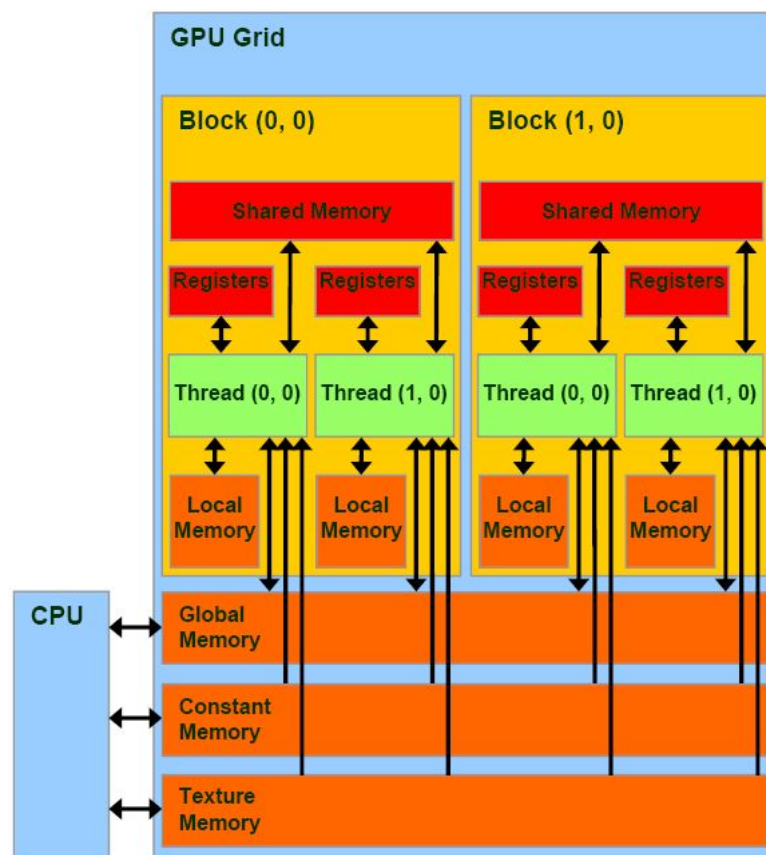 GPU Grid
Block (0, 0)
Block (1, 0)
Shared Memory
Shared Memory
Registers
Registers
Registers
Registers
Thread (0, 0)
Thread (1, 0)
Thread (0, 0)
Thread (1, 0)
Local
Memory
Local
Memory
Local
Memory
Local
Memory
CPU
Global
Memory
Constant
Memory
Texture
Memory